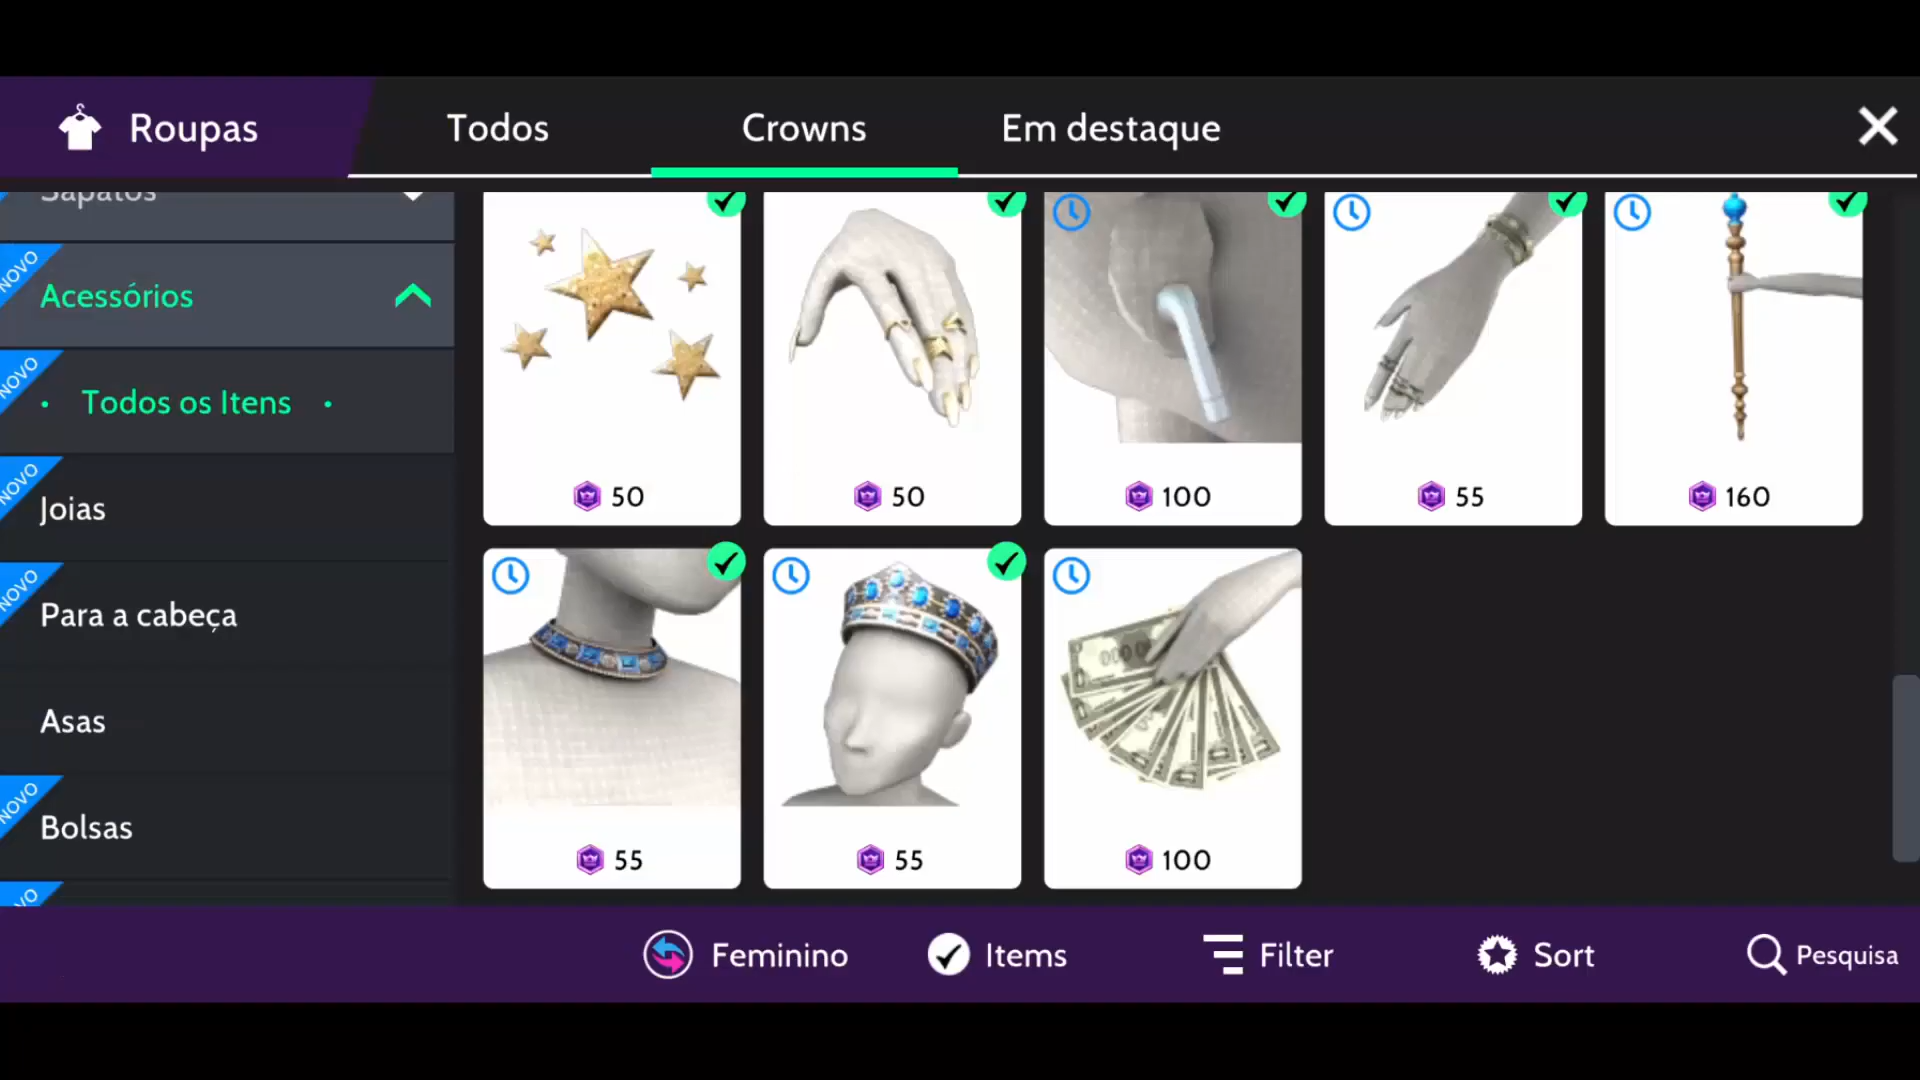 Roupas
Todos
Crowns
Em destaque
Sapatos
NOVO
Acessórios
NOVO
• Todos os Itens •
NOVO
Joias
NOVO
Para a cabeça
Asas
NOVO
Bolsas
50
50
100
55
160
55
55
100
Feminino
Items
Filter
Sort
Pesquisa